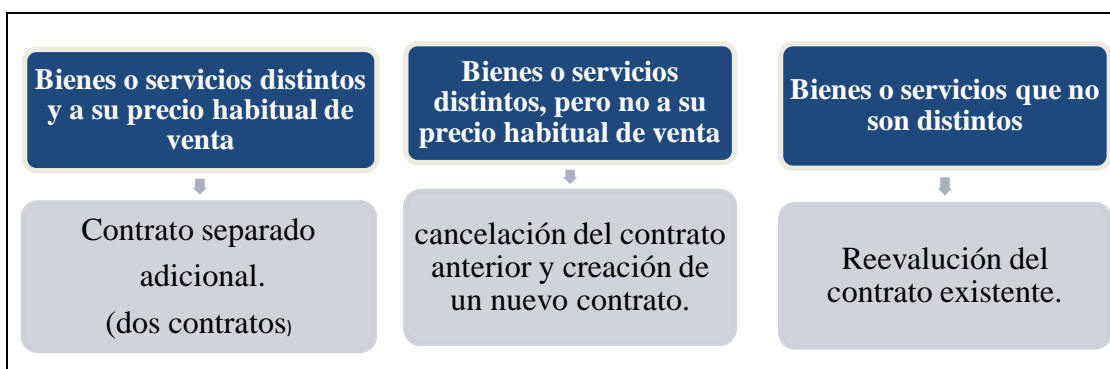 Bienes o servicios distintos
y a su precio habitual de
venta
Contrato separado
adicional.
(dos contratos)
Bienes o servicios
distintos, pero no a su
precio habitual de venta
cancelación del contrato
anterior y creación de
un nuevo contrato.
Bienes o servicios que no
son distintos
Reevalución del
contrato existente.